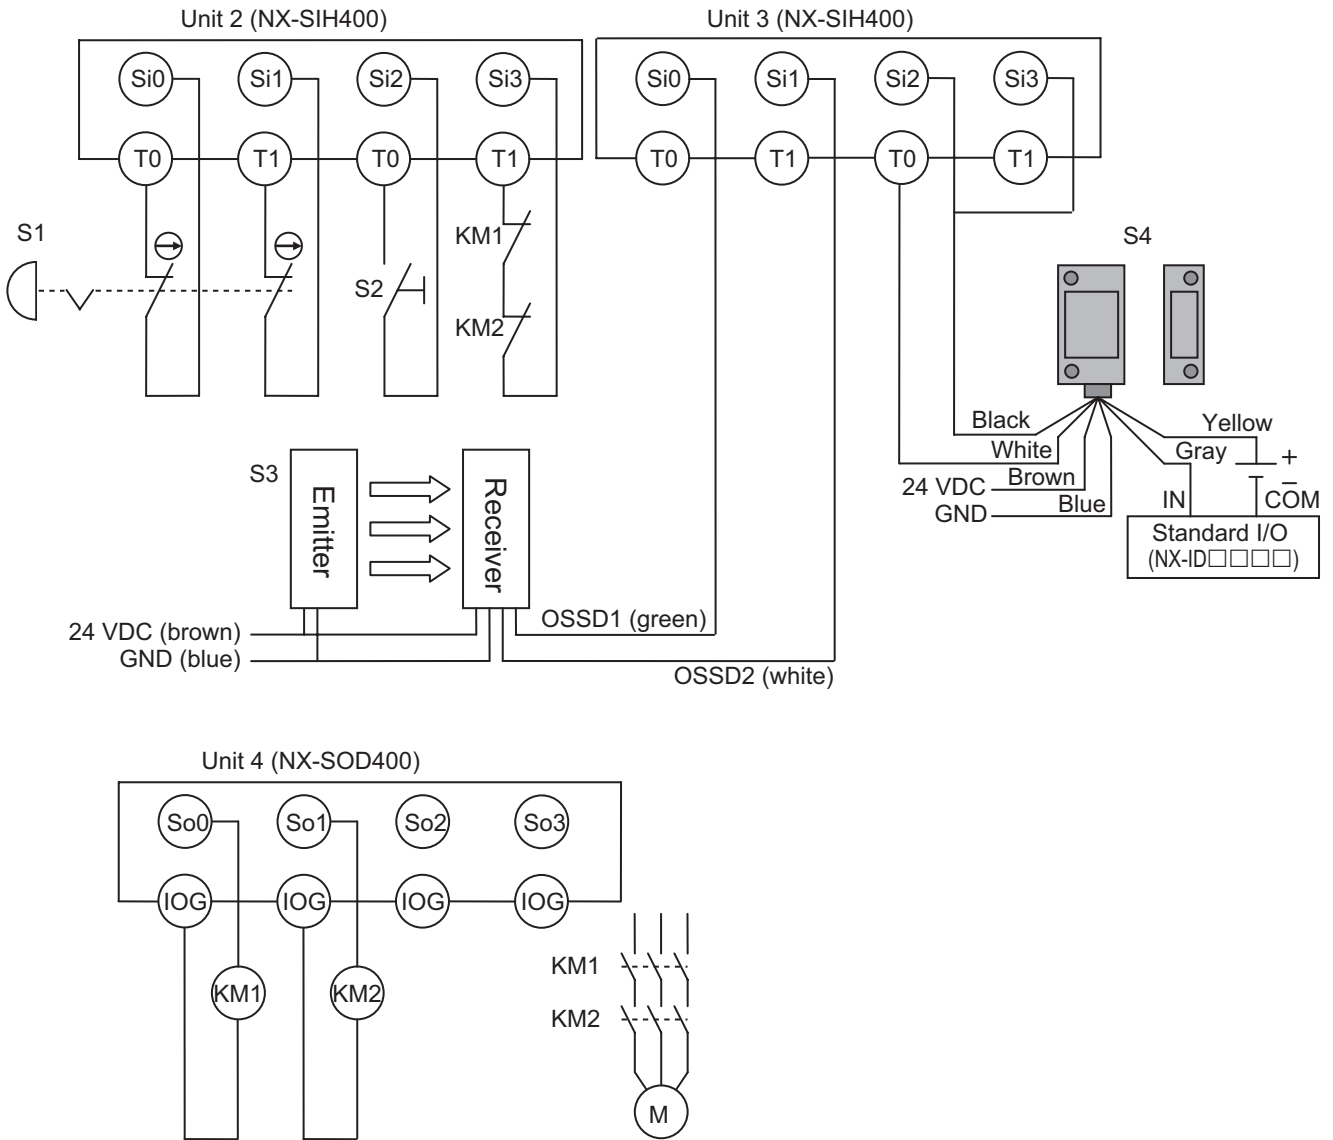 Unit 2 (NX-SIH400)
Unit 3 (NX-SIH400)
Si0 Si1 Si2 Si3
Si0 Si1 Si2 Si3
T0 T1 T0 T1
T0 T1 T0 T1
S1
KM1
S2
KM2
S4
Black
White
Brown
24 VDC
Blue
GND
Yellow
Gray
+
−
IN
COM
Standard I/O
(NX-ID□□□□)
S3
Emitter
Receiver
24 VDC (brown)
GND (blue)
OSSD1 (green)
OSSD2 (white)
Unit 4 (NX-SOD400)
So0 So1 So2 So3
IOG IOG IOG IOG
KM1 KM2
KM1
KM2
M